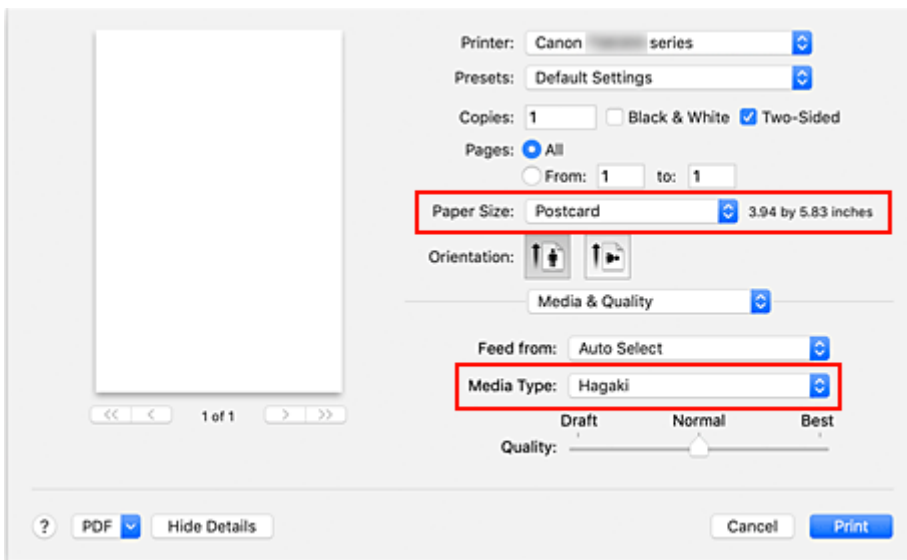 Printer: Canon series
Presets: Default Settings
Copies: 1 Black & White Two-Sided
Pages: All
From: 1 to: 1
Paper Size: Postcard 3.94 by 5.83 inches
Orientation:
Media & Quality
Feed from: Auto Select
Media Type: Hagaki
Draft Normal Best
Quality:
<< < 1 of 1 > >>
? PDF Hide Details Cancel Print